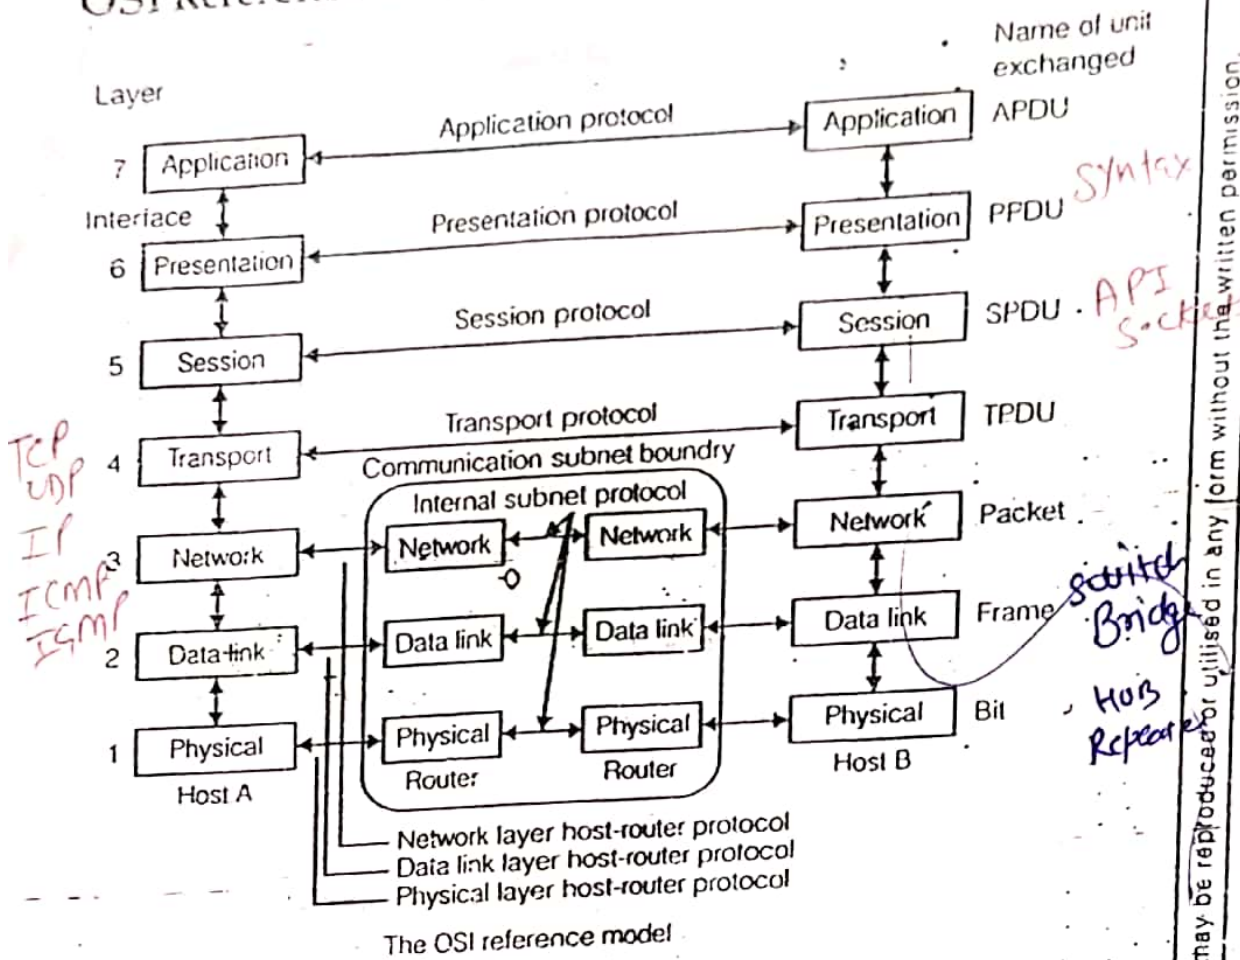 Name of unit
exchanged
Layer
Application protocol
Application
APDU
7
Application
Syntax
Interface
Presentation protocol
Presentation
PPDU
6
Presentation
Session protocol
Session
SPDU
API
Sockets
5
Session
Transport protocol
Transport
TPDU
TCP
UDP
4
Transport
Communication subnet boundry
Internal subnet protocol
IP
3
Network
Network
Network
Network
Packet
ICMP
IGMP
2
Data link
Data link
Data link
Data link
Frame
Switch
Bridge
1
Physical
Physical
Physical
Physical
Bit
HUB
Repeater
Host A
Router
Router
Host B
Network layer host-router protocol
Data link layer host-router protocol
Physical layer host-router protocol
The OSI reference model
may be reproduced or utilised in any form without the written permission.